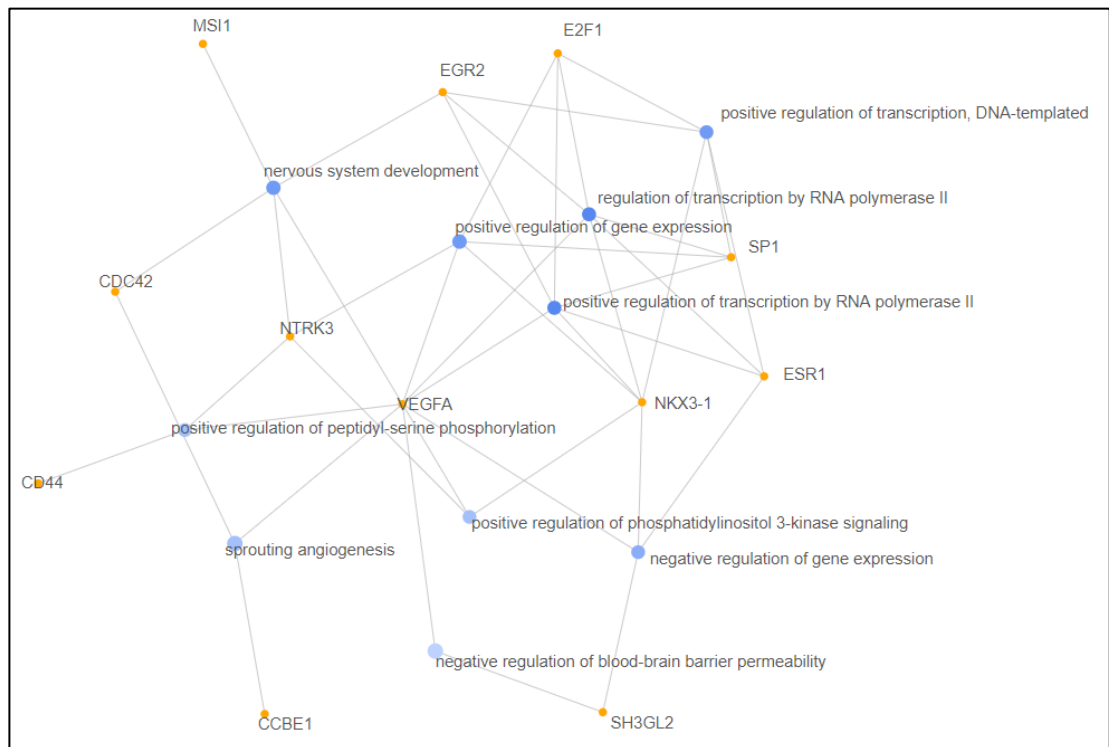 MSI1
E2F1
EGR2
positive regulation of transcription, DNA-templated
nervous system development
regulation of transcription by RNA polymerase II
positive regulation of gene expression
SP1
CDC42
positive regulation of transcription by RNA polymerase II
NTRK3
ESR1
VEGFA
NKX3-1
positive regulation of peptidyl-serine phosphorylation
CD44
positive regulation of phosphatidylinositol 3-kinase signaling
sprouting angiogenesis
negative regulation of gene expression
negative regulation of blood-brain barrier permeability
CCBE1
SH3GL2